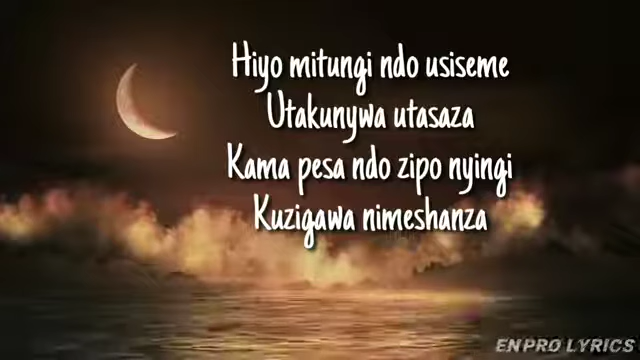 Hiyo mitungi ndo usiseme
Utakunywa utasaza
Kama pesa ndo zipo nyingi
Kuzigawa nimeshanza
ENPRO LYRICS